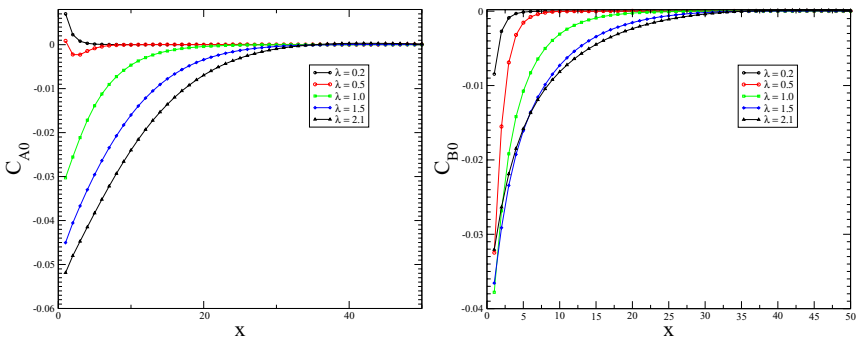 0
-0.01
-0.02
-0.03
-0.04
-0.05
-0.06
C_A0
0 20 40
x
λ = 0.2
λ = 0.5
λ = 1.0
λ = 1.5
λ = 2.1
0
-0.01
-0.02
-0.03
-0.04
C_B0
0 5 10 15 20 25 30 35 40 45 50
x
λ = 0.2
λ = 0.5
λ = 1.0
λ = 1.5
λ = 2.1